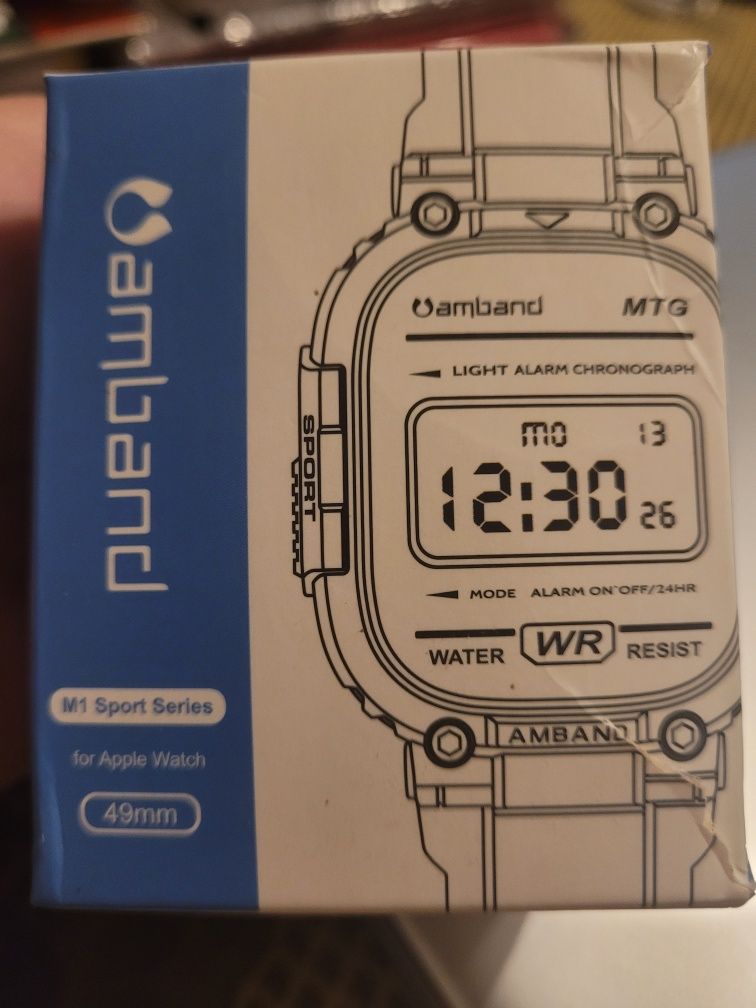 amband
M1 Sport Series
for Apple Watch
49mm
amband MTG
LIGHT ALARM CHRONOGRAPH
SPORT
MO 13
12:30 26
MODE ALARM ON~OFF/24HR
WATER WR RESIST
AMBAND